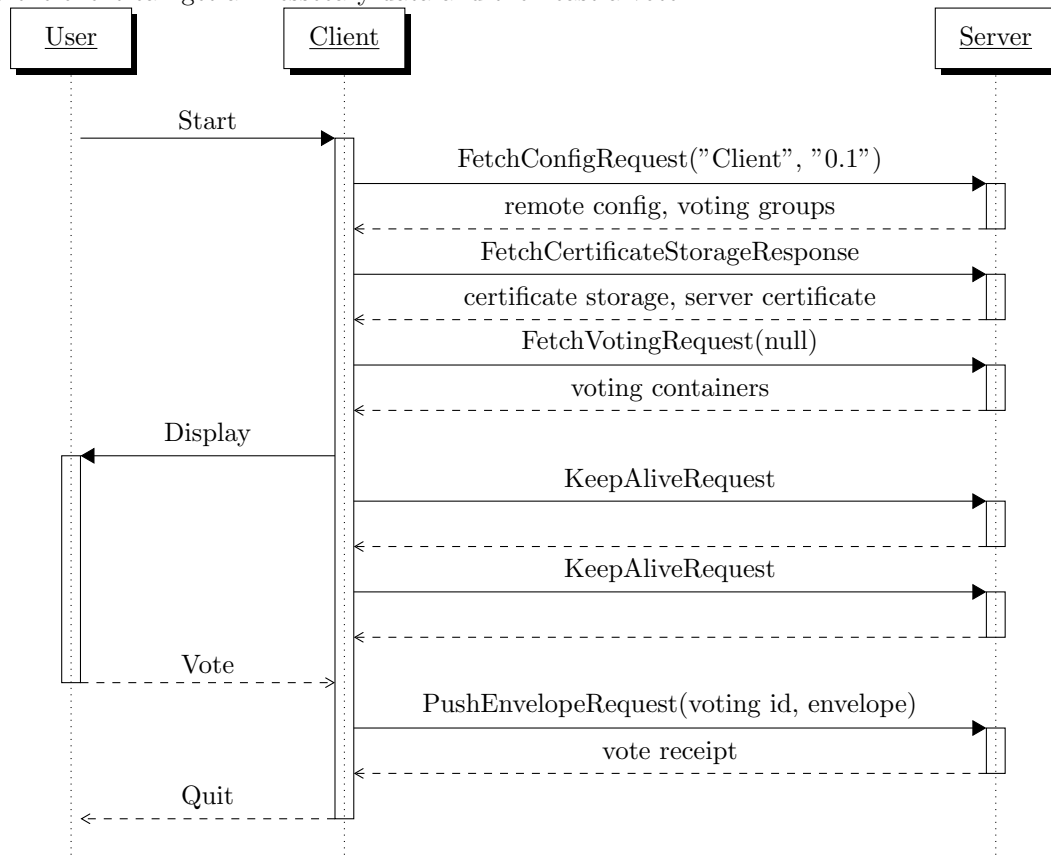 User Client Server
Start
FetchConfigRequest("Client", "0.1")
remote config, voting groups
FetchCertificateStorageResponse
certificate storage, server certificate
FetchVotingRequest(null)
voting containers
Display
KeepAliveRequest
KeepAliveRequest
Vote
PushEnvelopeRequest(voting id, envelope)
vote receipt
Quit